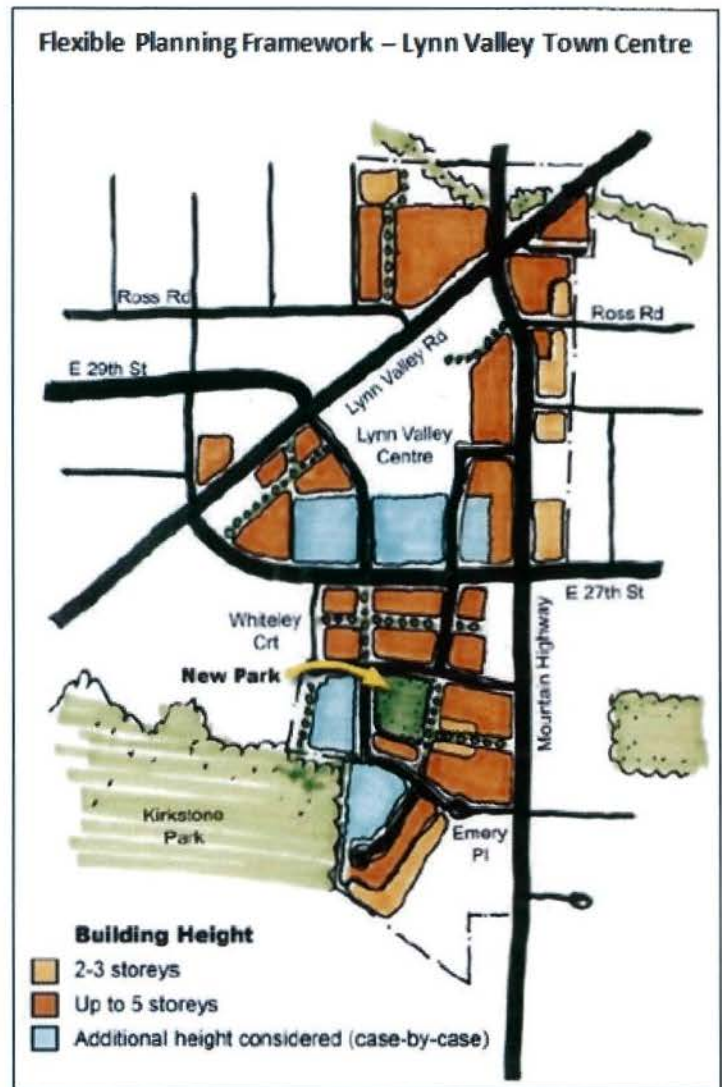 Flexible Planning Framework – Lynn Valley Town Centre
Ross Rd
Ross Rd
E 29th St
Lynn Valley Rd
Lynn Valley
Centre
E 27th St
Whiteley
Crt
Mountain Highway
New Park
Kirkstone
Park
Emery
Pl
Building Height
2-3 storeys
Up to 5 storeys
Additional height considered (case-by-case)